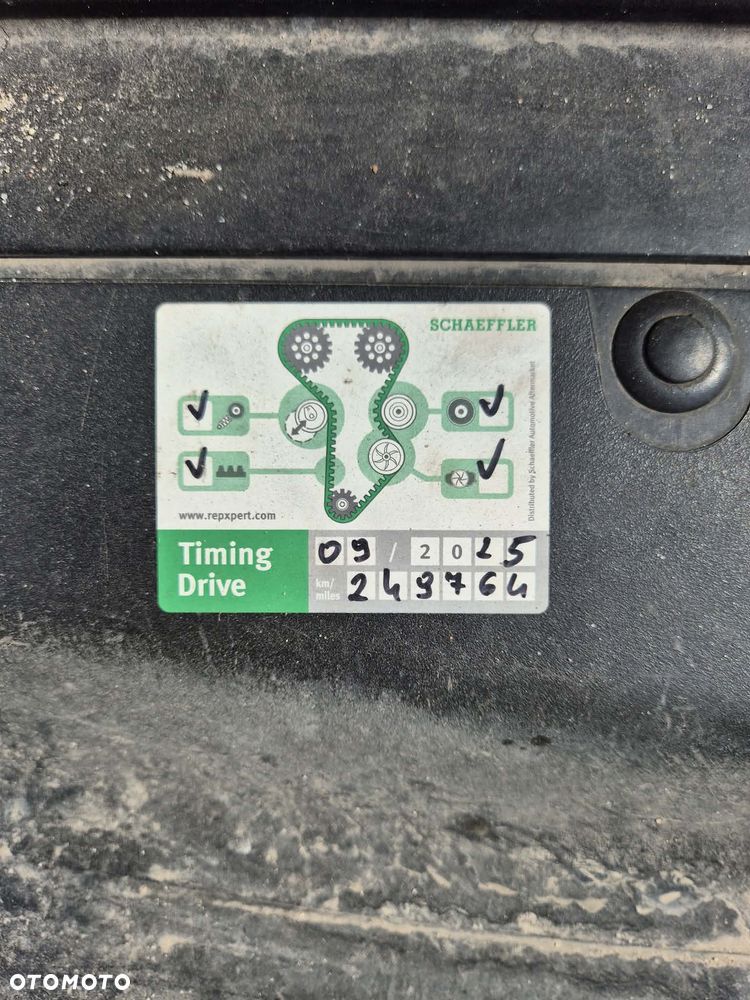 SCHAEFFLER
Distributed by Schaeffler Automotive Aftermarket
www.repxpert.com
Timing
Drive
09 / 2025
km/
miles
249764
OTOMOTO